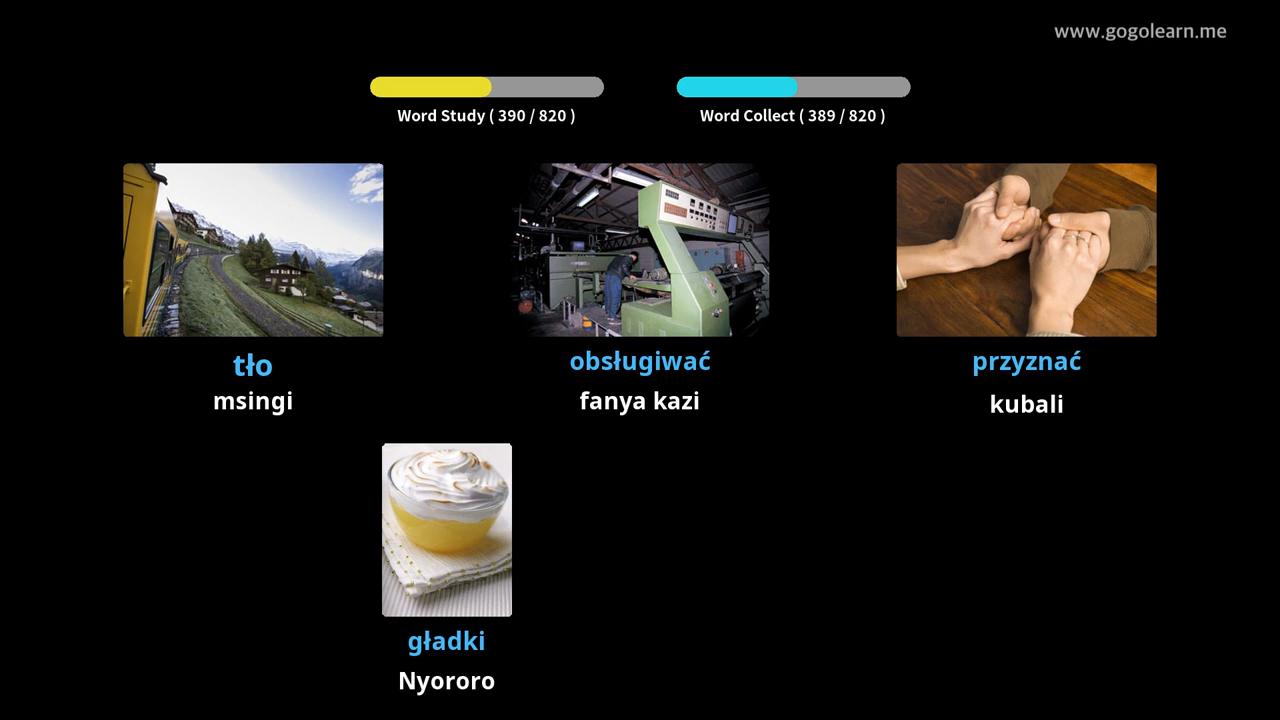 www.gogolearn.me
Word Study ( 390 / 820 )
Word Collect ( 389 / 820 )
tło
msingi
obsługiwać
fanya kazi
przyznać
kubali
gładki
Nyororo